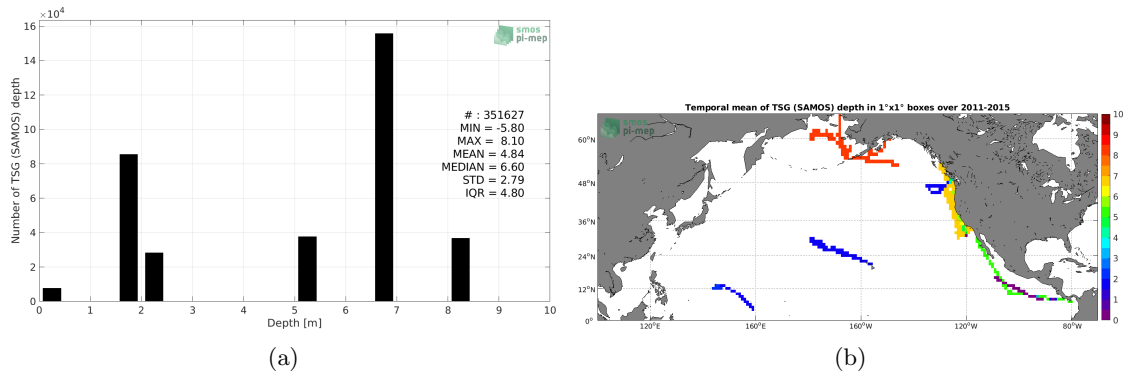 ×10⁴
smos
pi-mep
16
14
12
10
8
6
4
2
0
Number of TSG (SAMOS) depth
# : 351627
MIN = -5.80
MAX = 8.10
MEAN = 4.84
MEDIAN = 6.60
STD = 2.79
IQR = 4.80
0 1 2 3 4 5 6 7 8 9 10
Depth [m]
(a)
Temporal mean of TSG (SAMOS) depth in 1°x1° boxes over 2011-2015
smos
pi-mep
60°N
48°N
36°N
24°N
12°N
0°
120°E 160°E 160°W 120°W 80°W
10
9
8
7
6
5
4
3
2
1
0
(b)